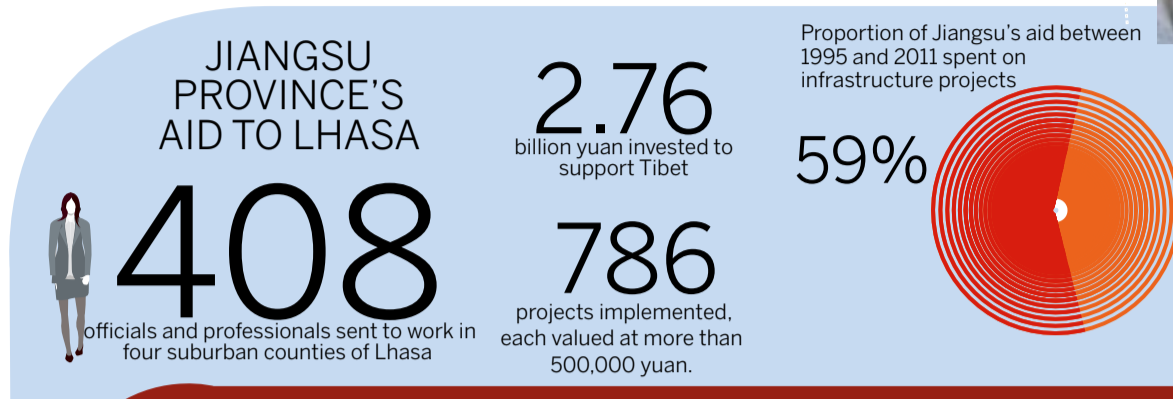 JIANGSU
PROVINCE'S
AID TO LHASA
408
officials and professionals sent to work in
four suburban counties of Lhasa
2.76
billion yuan invested to
support Tibet
786
projects implemented,
each valued at more than
500,000 yuan.
Proportion of Jiangsu's aid between
1995 and 2011 spent on
infrastructure projects
59%